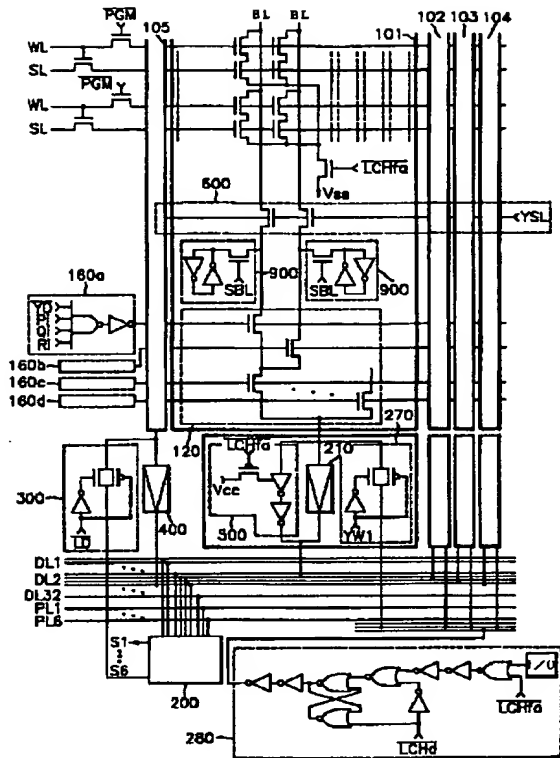 PGM
105
BL
BL
101
102
103
104
WL
SL
PGM
WL
SL
LCHfa
Vss
600
YSL
900
SBL
SBL
900
160a
YD
PI
QI
RI
160b
160c
160d
120
270
LCHfa
210
300
Vcc
400
500
YW1
LD
DL1
DL2
DL32
PL1
PL6
S1
S6
200
I/O
LCHfa
280
LCHd